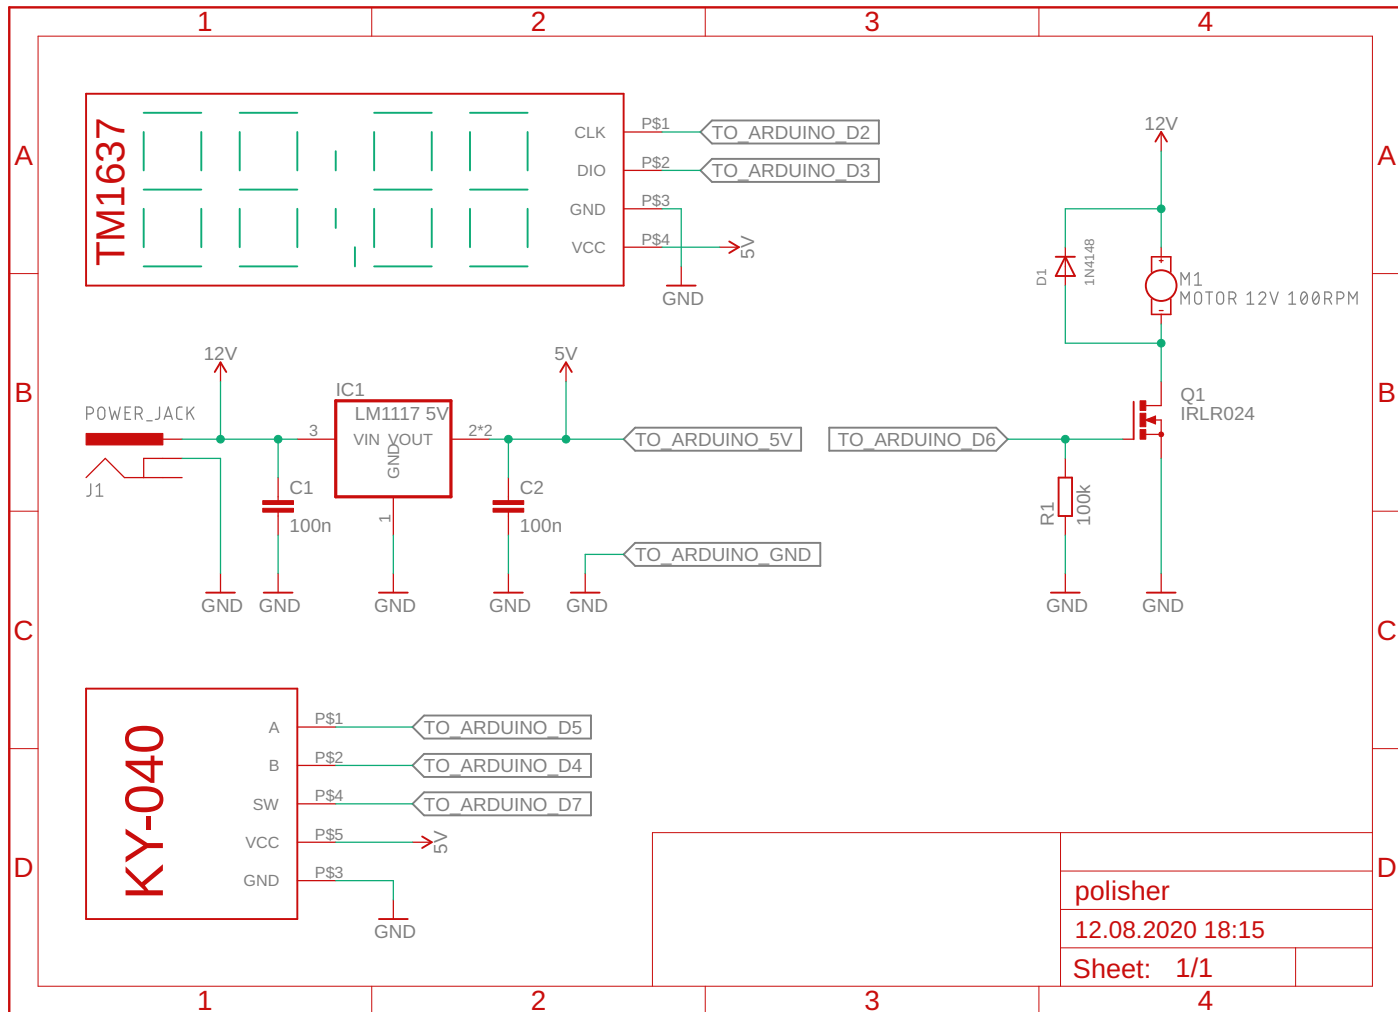 1 2 3 4
A A
B B
C C
D D
TM1637
CLK P$1 TO_ARDUINO_D2
DIO P$2 TO_ARDUINO_D3
GND P$3
VCC P$4 5V
GND
12V
D1 1N4148
+
M1
MOTOR 12V 100RPM
-
12V
5V
POWER_JACK
J1
IC1
LM1117 5V
3 VIN VOUT 2*2
GND
1
TO_ARDUINO_5V
C1
100n
C2
100n
TO_ARDUINO_GND
GND GND GND GND GND
TO_ARDUINO_D6
Q1
IRLR024
R1 100k
GND GND
KY-040
A P$1 TO_ARDUINO_D5
B P$2 TO_ARDUINO_D4
SW P$4 TO_ARDUINO_D7
VCC P$5 5V
GND P$3
GND
polisher
12.08.2020 18:15
Sheet: 1/1
1 2 3 4